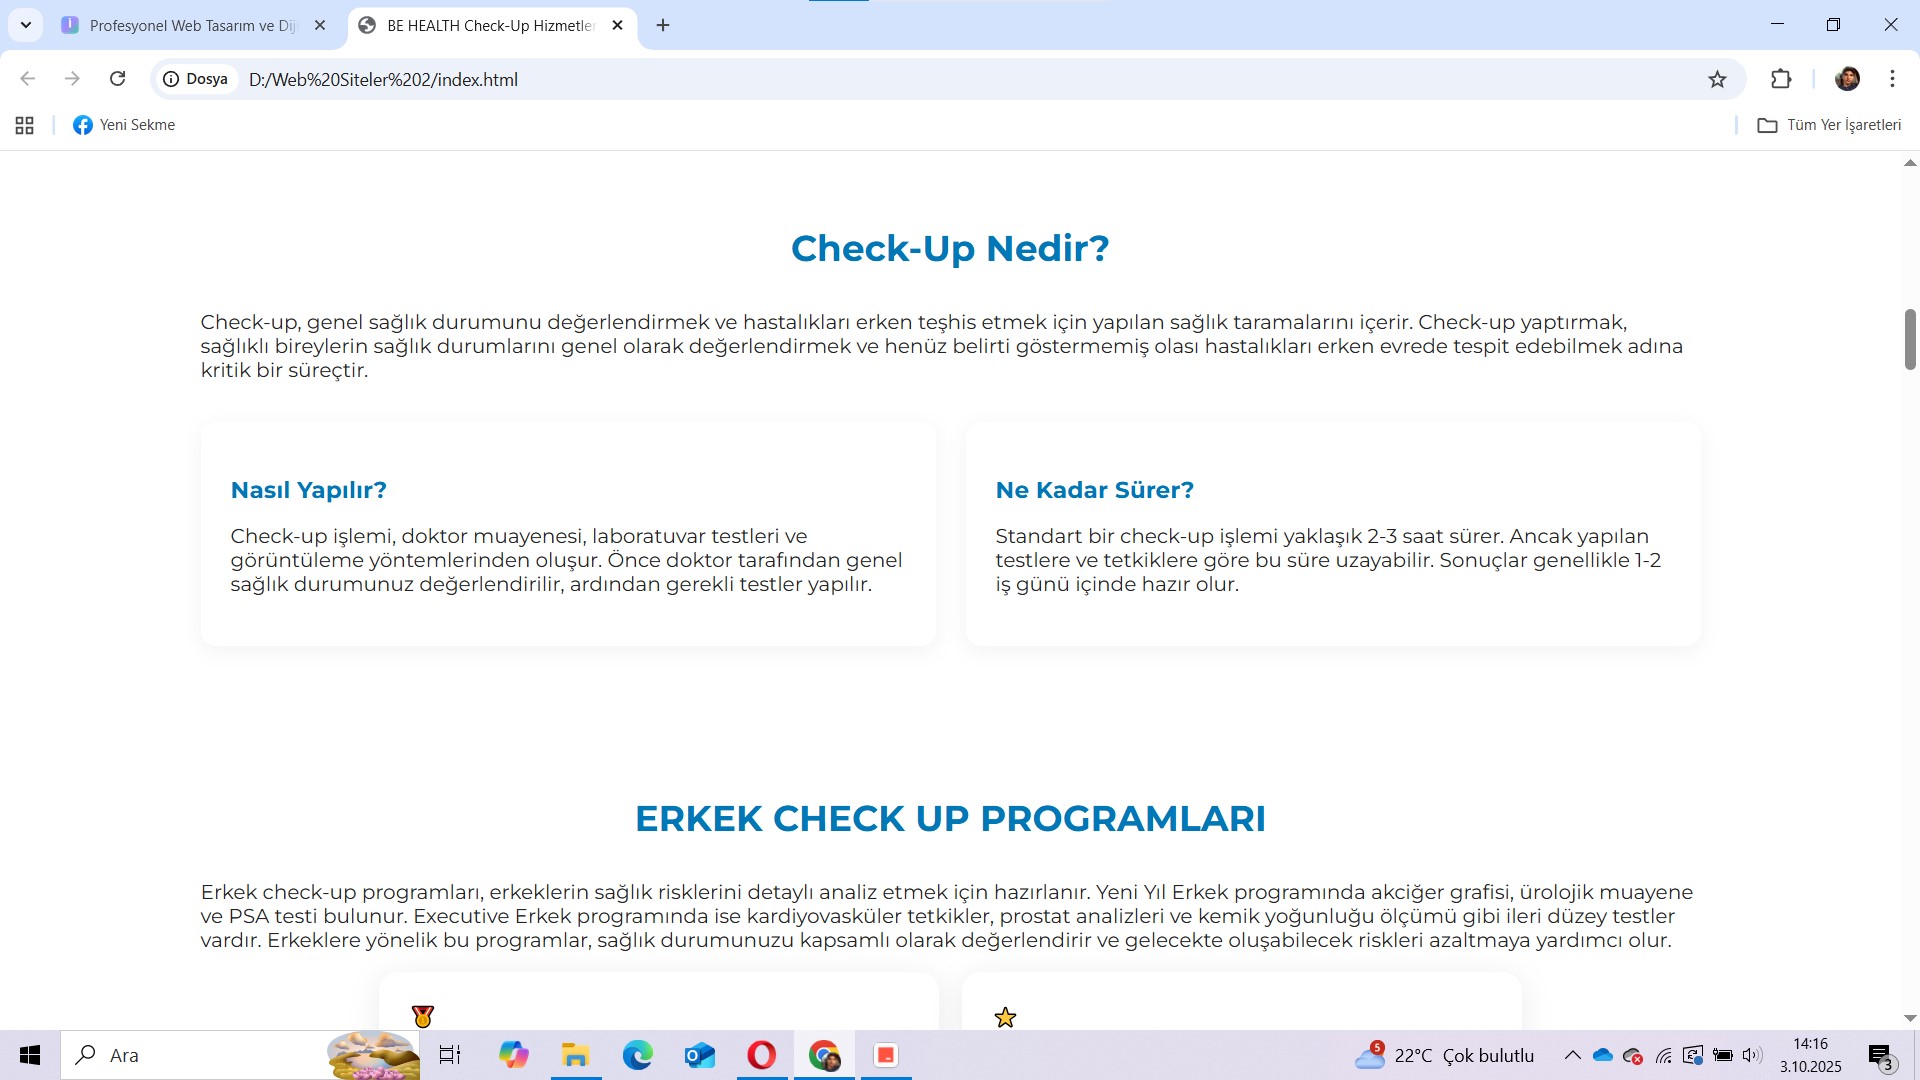 Profesyonel Web Tasarım ve Dij
BE HEALTH Check-Up Hizmetler
Dosya
D:/Web%20Siteler%202/index.html
Yeni Sekme
Tüm Yer İşaretleri
Check-Up Nedir?
Check-up, genel sağlık durumunu değerlendirmek ve hastalıkları erken teşhis etmek için yapılan sağlık taramalarını içerir. Check-up yaptırmak,
sağlıklı bireylerin sağlık durumlarını genel olarak değerlendirmek ve henüz belirti göstermemiş olası hastalıkları erken evrede tespit edebilmek adına
kritik bir süreçtir.
Nasıl Yapılır?
Check-up işlemi, doktor muayenesi, laboratuvar testleri ve
görüntüleme yöntemlerinden oluşur. Önce doktor tarafından genel
sağlık durumunuz değerlendirilir, ardından gerekli testler yapılır.
Ne Kadar Sürer?
Standart bir check-up işlemi yaklaşık 2-3 saat sürer. Ancak yapılan
testlere ve tetkiklere göre bu süre uzayabilir. Sonuçlar genellikle 1-2
iş günü içinde hazır olur.
ERKEK CHECK UP PROGRAMLARI
Erkek check-up programları, erkeklerin sağlık risklerini detaylı analiz etmek için hazırlanır. Yeni Yıl Erkek programında akciğer grafisi, ürolojik muayene
ve PSA testi bulunur. Executive Erkek programında ise kardiyovasküler tetkikler, prostat analizleri ve kemik yoğunluğu ölçümü gibi ileri düzey testler
vardır. Erkeklere yönelik bu programlar, sağlık durumunuzu kapsamlı olarak değerlendirir ve gelecekte oluşabilecek riskleri azaltmaya yardımcı olur.
Ara
5
22°C Çok bulutlu
14:16
3.10.2025
3